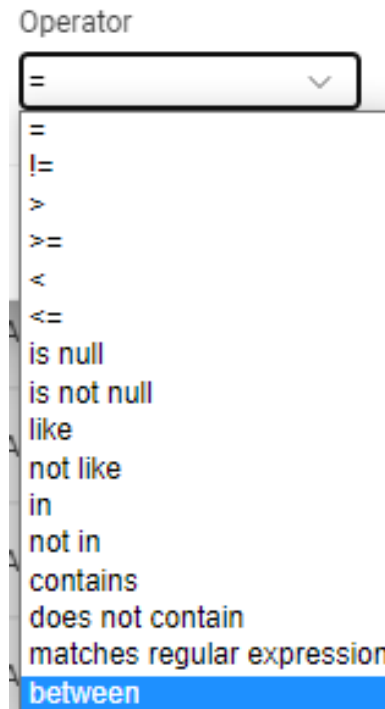 Operator
=
=
!=
>
>=
<
<=
is null
is not null
like
not like
in
not in
contains
does not contain
matches regular expression
between